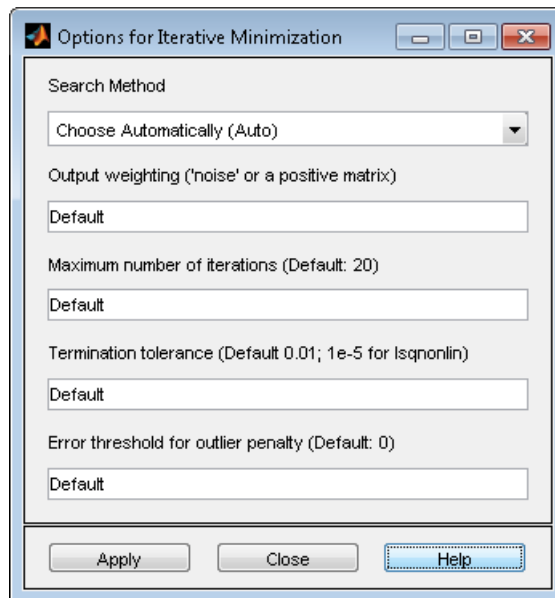 Options for Iterative Minimization
Search Method
Choose Automatically (Auto)
Output weighting ('noise' or a positive matrix)
Default
Maximum number of iterations (Default: 20)
Default
Termination tolerance (Default 0.01; 1e-5 for lsqnonlin)
Default
Error threshold for outlier penalty (Default: 0)
Default
Apply Close Help